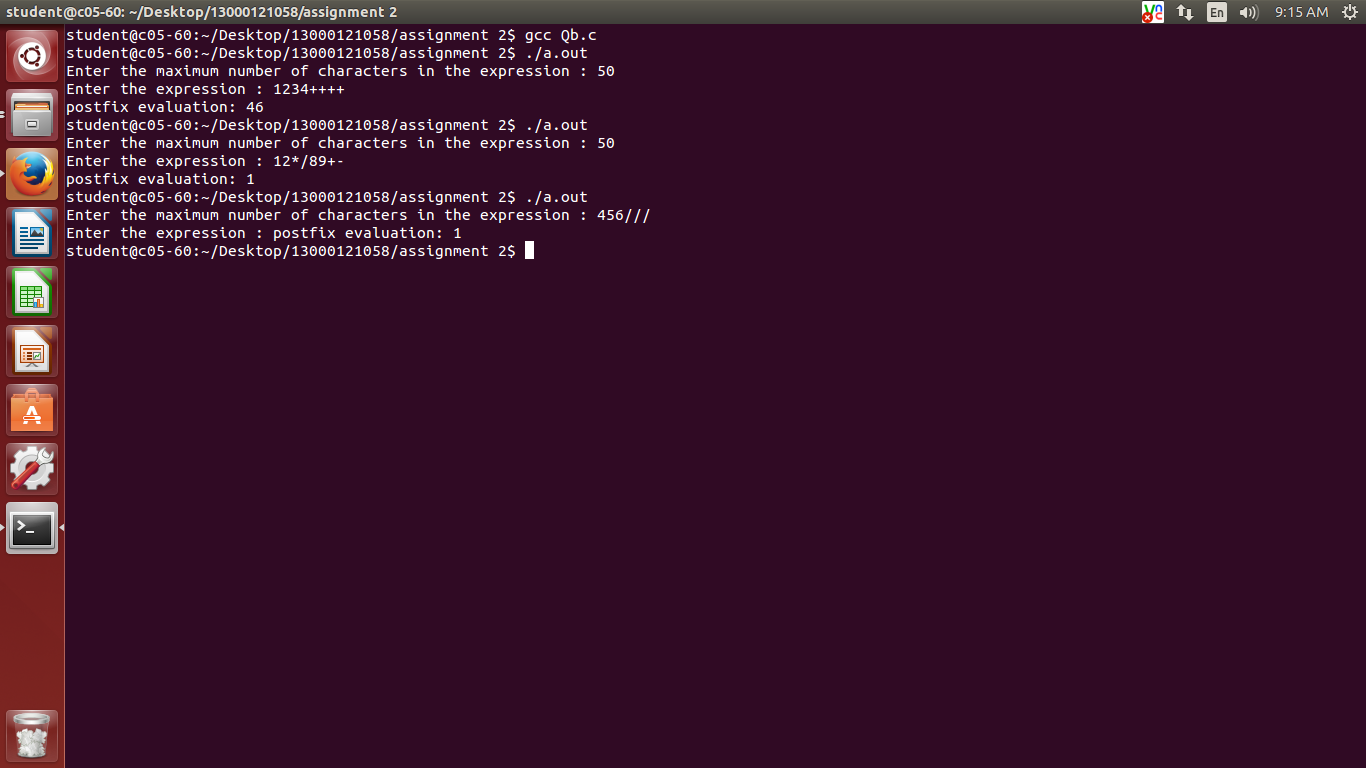 student@c05-60: ~/Desktop/13000121058/assignment 2
En
9:15 AM
student@c05-60:~/Desktop/13000121058/assignment 2$ gcc Qb.c
student@c05-60:~/Desktop/13000121058/assignment 2$ ./a.out
Enter the maximum number of characters in the expression : 50
Enter the expression : 1234++++
postfix evaluation: 46
student@c05-60:~/Desktop/13000121058/assignment 2$ ./a.out
Enter the maximum number of characters in the expression : 50
Enter the expression : 12*/89+-
postfix evaluation: 1
student@c05-60:~/Desktop/13000121058/assignment 2$ ./a.out
Enter the maximum number of characters in the expression : 456///
Enter the expression : postfix evaluation: 1
student@c05-60:~/Desktop/13000121058/assignment 2$